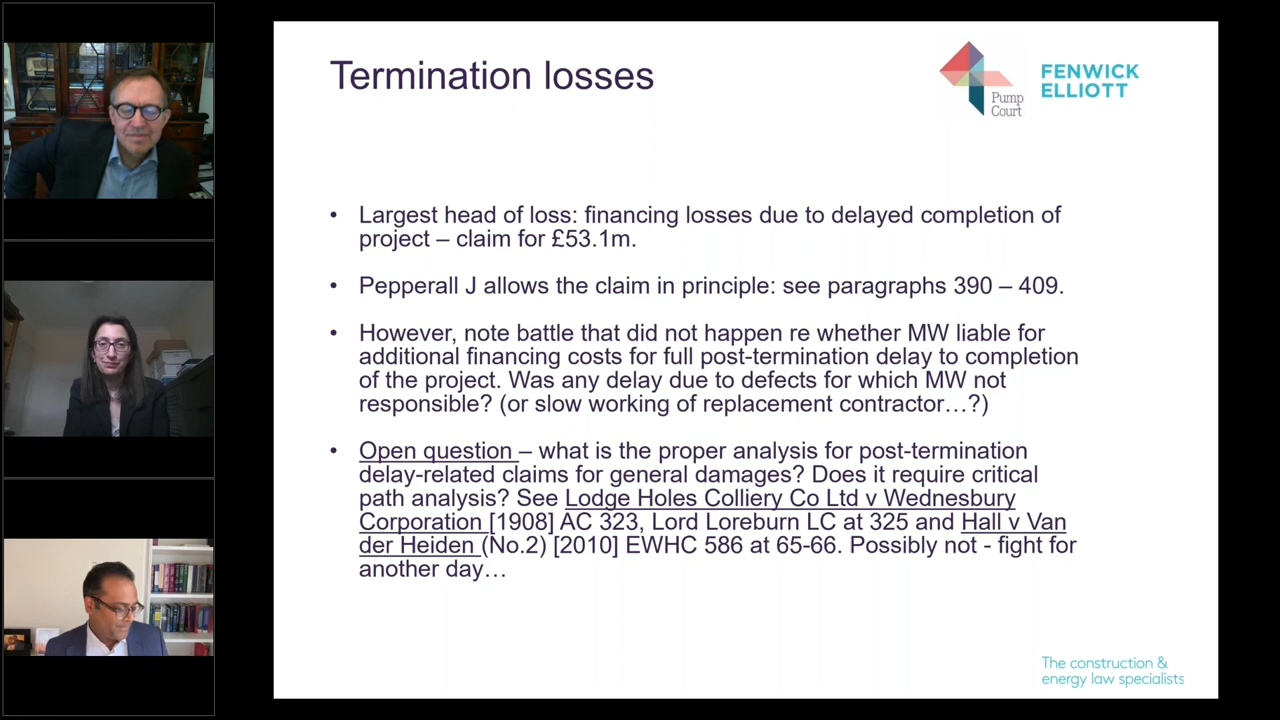 Termination losses
Pump
Court
FENWICK
ELLIOTT
• Largest head of loss: financing losses due to delayed completion of
project – claim for £53.1m.
• Pepperall J allows the claim in principle: see paragraphs 390 – 409.
• However, note battle that did not happen re whether MW liable for
additional financing costs for full post-termination delay to completion
of the project. Was any delay due to defects for which MW not
responsible? (or slow working of replacement contractor…?)
• Open question – what is the proper analysis for post-termination
delay-related claims for general damages? Does it require critical
path analysis? See Lodge Holes Colliery Co Ltd v Wednesbury
Corporation [1908] AC 323, Lord Loreburn LC at 325 and Hall v Van
der Heiden (No.2) [2010] EWHC 586 at 65-66. Possibly not - fight for
another day…
The construction &
energy law specialists